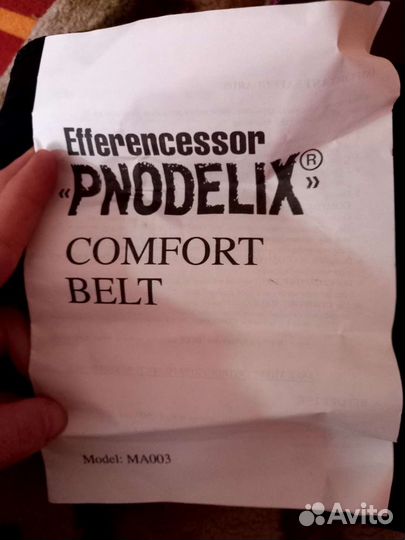 Efferencessor
«PNODELIX®»
COMFORT
BELT
Model: MA003
Avito